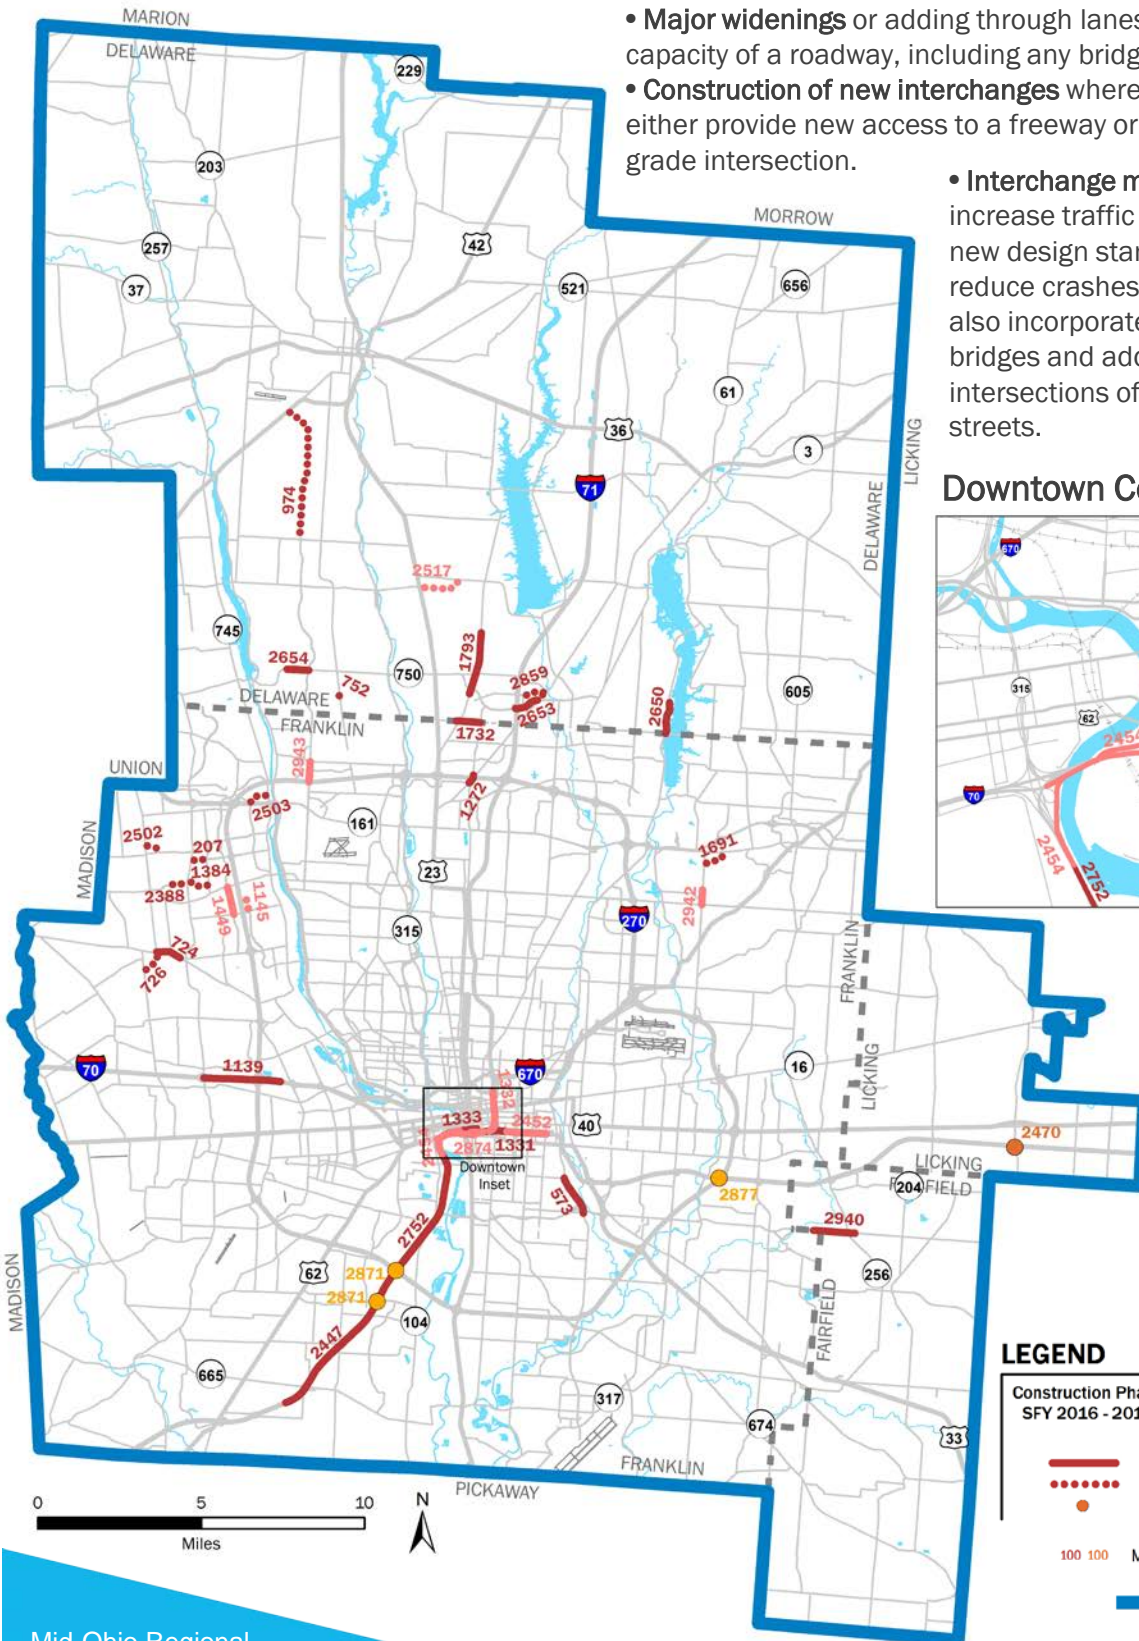 • Major widenings or adding through lanes
capacity of a roadway, including any bridg
• Construction of new interchanges where
either provide new access to a freeway or
grade intersection.
• Interchange m
increase traffic
new design star
reduce crashes
also incorporate
bridges and add
intersections of
streets.
MARION
DELAWARE
229
203
MORROW
257
42
37
521
656
61
36
3
LICKING
71
DELAWARE
974
2517
745
2654
752
750
1793
2859
2653
2650
605
DELAWARE
FRANKLIN
1732
2943
UNION
1272
2503
161
2502
207
1384
2388
1449
1145
23
1691
2942
MADISON
724
726
315
270
FRANKLIN
LICKING
70
1139
670
16
1332
1333
2452
40
2874
1331
Downtown
Inset
2470
LICKING
204
2877
573
2940
2752
62
2871
2871
256
MADISON
104
2447
FAIRFIELD
665
317
674
33
FRANKLIN
PICKAWAY
0 5 10
Miles
N
Downtown C
670
315
62
2454
70
2454
2752
LEGEND
Construction Pha
SFY 2016 - 201
100 100 M
Mid-Ohio Regional